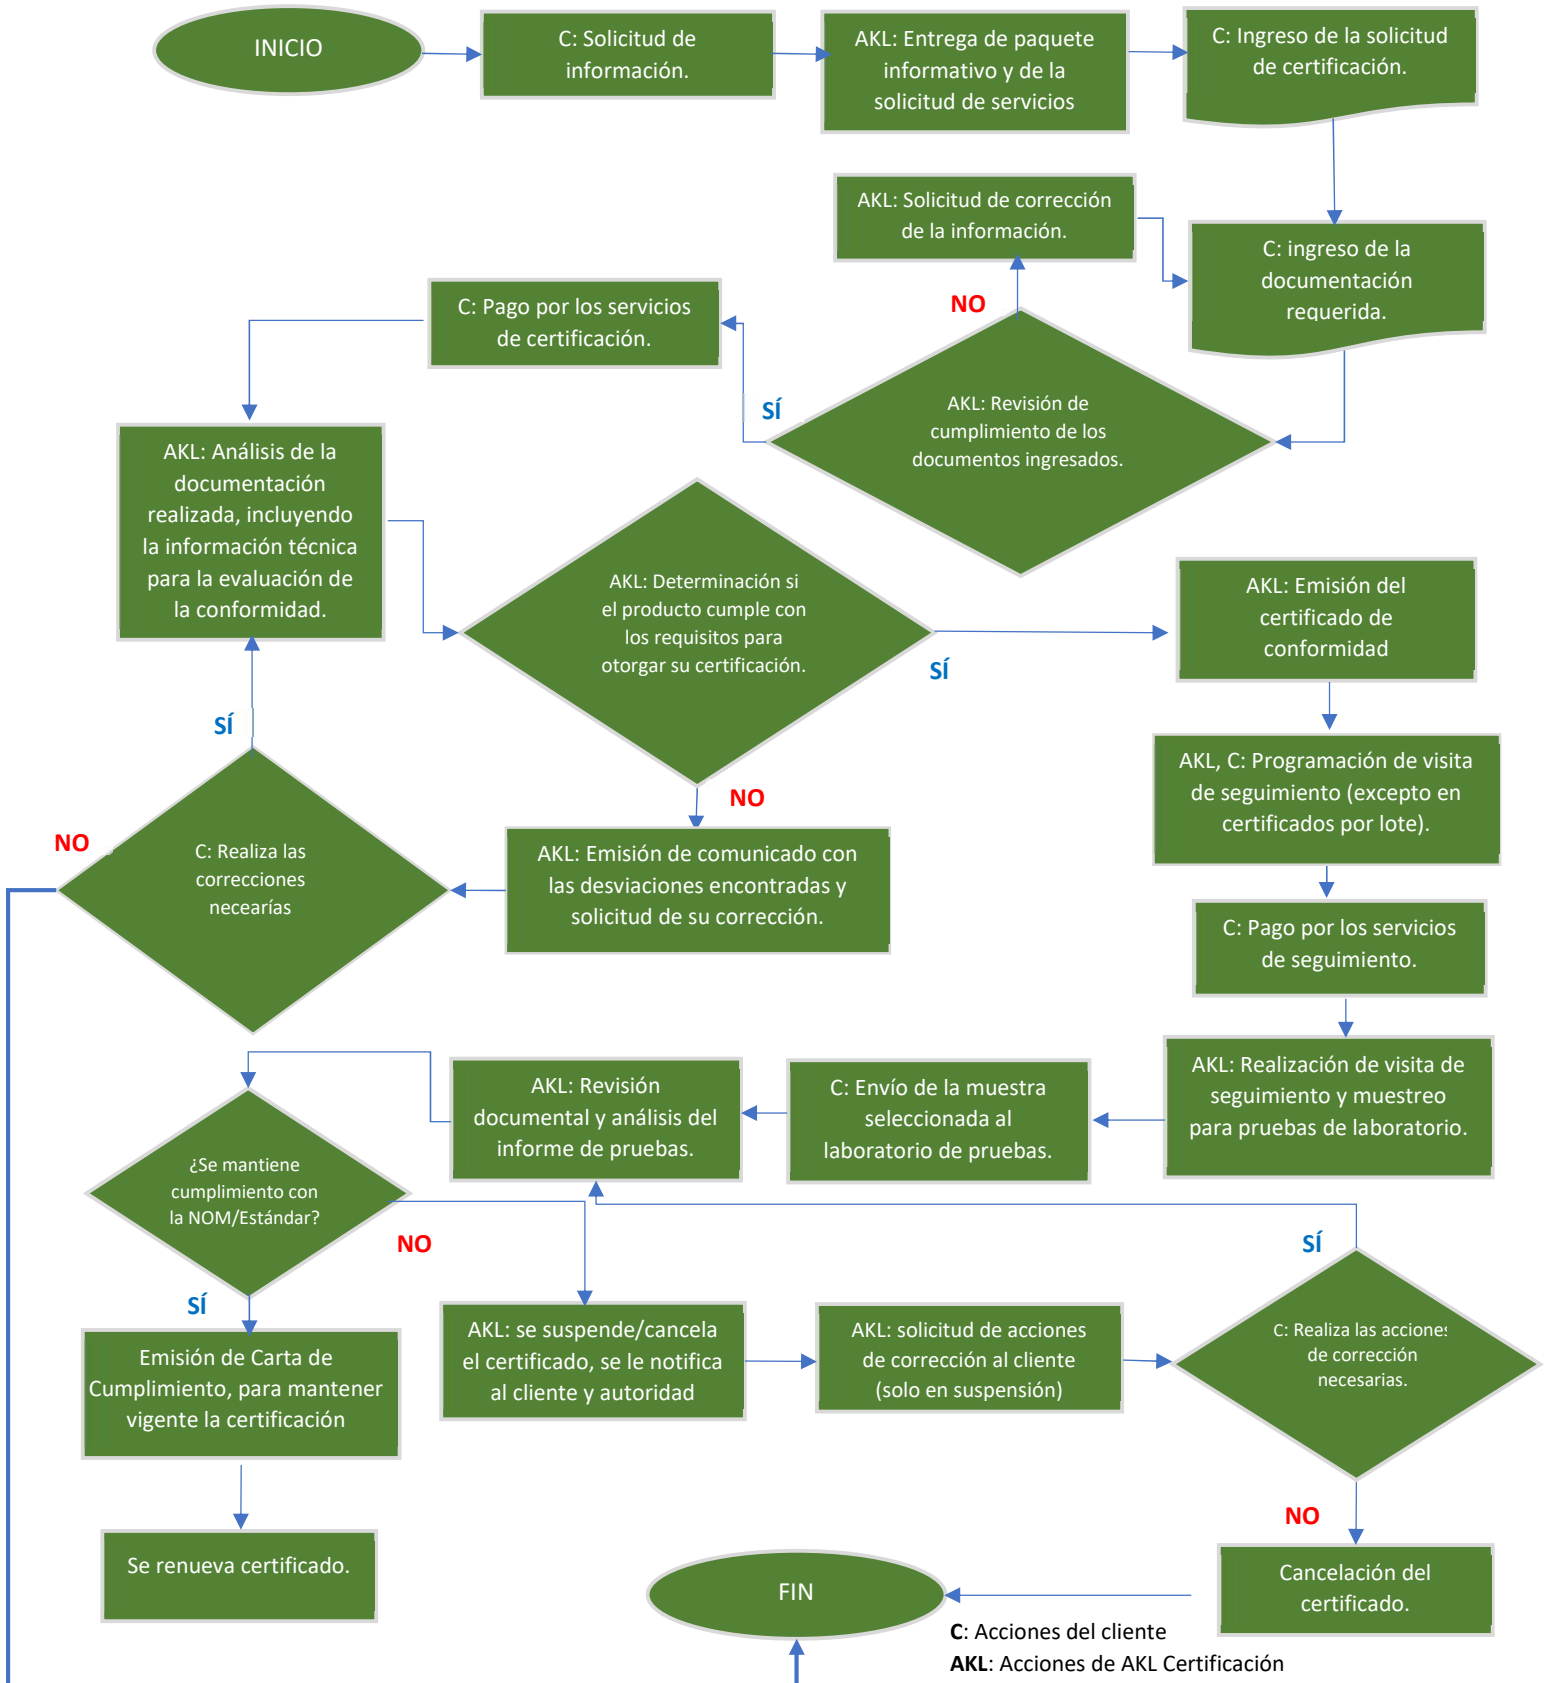 INICIO
C: Solicitud de
información.
AKL: Entrega de paquete
informativo y de la
solicitud de servicios
C: Ingreso de la solicitud
de certificación.
AKL: Solicitud de corrección
de la información.
C: ingreso de la
documentación
requerida.
NO
C: Pago por los servicios
de certificación.
SÍ
AKL: Revisión de
cumplimiento de los
documentos ingresados.
AKL: Análisis de la
documentación
realizada, incluyendo
la información técnica
para la evaluación de
la conformidad.
AKL: Determinación si
el producto cumple con
los requisitos para
otorgar su certificación.
SÍ
AKL: Emisión del
certificado de
conformidad
SÍ
NO
AKL, C: Programación de visita
de seguimiento (excepto en
certificados por lote).
NO
C: Realiza las
correcciones
necearías
AKL: Emisión de comunicado con
las desviaciones encontradas y
solicitud de su corrección.
C: Pago por los servicios
de seguimiento.
AKL: Revisión
documental y análisis del
informe de pruebas.
C: Envío de la muestra
seleccionada al
laboratorio de pruebas.
AKL: Realización de visita de
seguimiento y muestreo
para pruebas de laboratorio.
¿Se mantiene
cumplimiento con
la NOM/Estándar?
NO
SÍ
SÍ
AKL: se suspende/cancela
el certificado, se le notifica
al cliente y autoridad
AKL: solicitud de acciones
de corrección al cliente
(solo en suspensión)
C: Realiza las acciones
de corrección
necesarias.
Emisión de Carta de
Cumplimiento, para mantener
vigente la certificación
NO
Se renueva certificado.
FIN
Cancelación del
certificado.
C: Acciones del cliente
AKL: Acciones de AKL Certificación